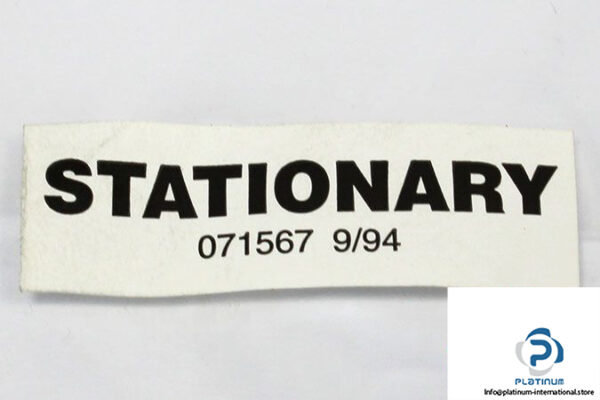 STATIONARY
071567 9/94
PLATINUM
Info@platinum-international.store